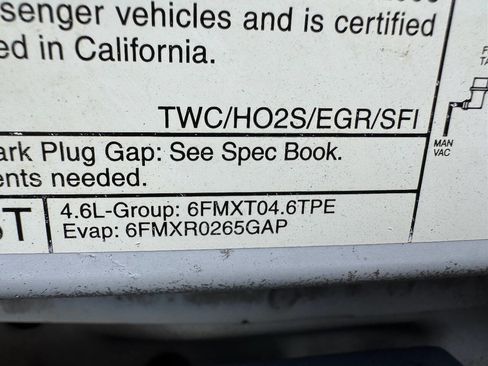 senger vehicles and is certified
ed in California.
TWC/HO2S/EGR/SFI
ark Plug Gap: See Spec Book.
ents needed.
ST 4.6L-Group: 6FMXT04.6TPE
Evap: 6FMXR0265GAP
MAN
VAC